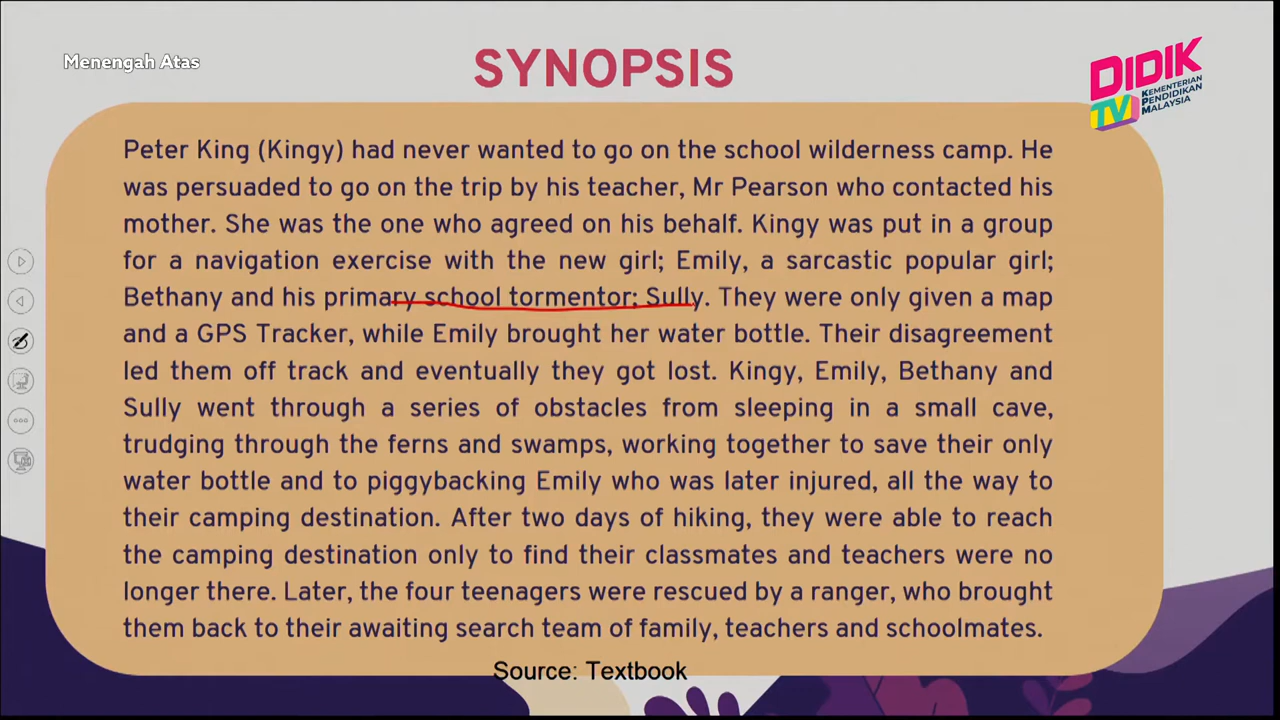 Menengah Atas
SYNOPSIS
DIDIK
TV
KEMENTERIAN
PENDIDIKAN
MALAYSIA
Peter King (Kingy) had never wanted to go on the school wilderness camp. He
was persuaded to go on the trip by his teacher, Mr Pearson who contacted his
mother. She was the one who agreed on his behalf. Kingy was put in a group
for a navigation exercise with the new girl; Emily, a sarcastic popular girl;
Bethany and his primary school tormentor; Sully. They were only given a map
and a GPS Tracker, while Emily brought her water bottle. Their disagreement
led them off track and eventually they got lost. Kingy, Emily, Bethany and
Sully went through a series of obstacles from sleeping in a small cave,
trudging through the ferns and swamps, working together to save their only
water bottle and to piggybacking Emily who was later injured, all the way to
their camping destination. After two days of hiking, they were able to reach
the camping destination only to find their classmates and teachers were no
longer there. Later, the four teenagers were rescued by a ranger, who brought
them back to their awaiting search team of family, teachers and schoolmates.
Source: Textbook